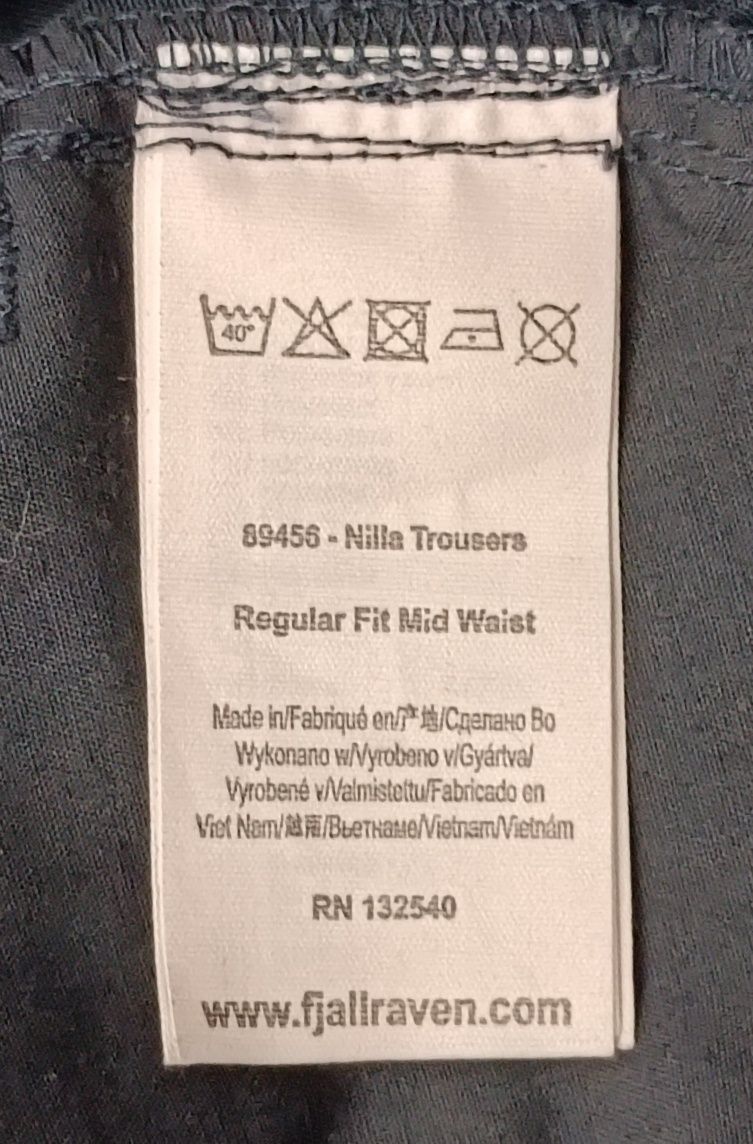 40°
89456 - Nilla Trousers
Regular Fit Mid Waist
Made in/Fabriqué en/产地/Сделано Во
Wykonano w/Vyrobeno v/Gyártva/
Vyrobené v/Valmistettu/Fabricado en
Viet Nam/越南/Вьетнаме/Vietnam/Vietnám
RN 132540
www.fjallraven.com